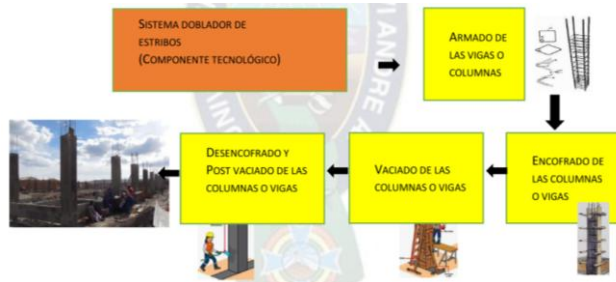 SISTEMA DOBLADOR DE
ESTRIBOS
(COMPONENTE TECNOLÓGICO)
ARMADO DE
LAS VIGAS O
COLUMNAS
ENCOFRADO DE
LAS COLUMNAS
O VIGAS
VACIADO DE LAS
COLUMNAS O VIGAS
DESENCOFRADO Y
POST VACIADO DE LAS
COLUMNAS O VIGAS